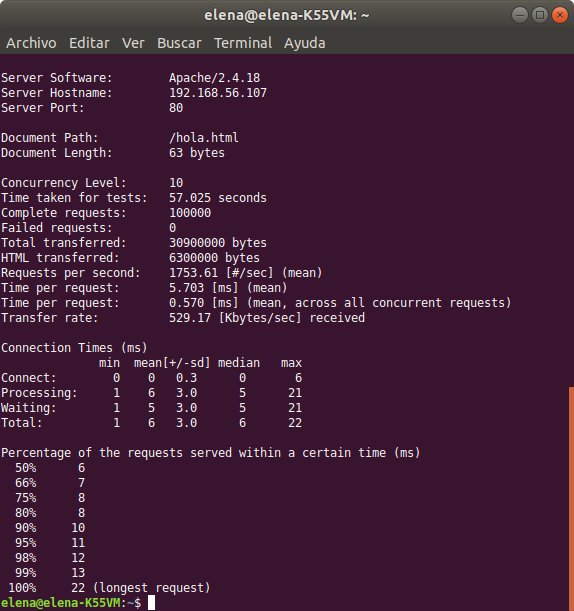 elena@elena-K55VM: ~
Archivo Editar Ver Buscar Terminal Ayuda
Server Software:        Apache/2.4.18
Server Hostname:        192.168.56.107
Server Port:            80
Document Path:          /hola.html
Document Length:        63 bytes
Concurrency Level:      10
Time taken for tests:   57.025 seconds
Complete requests:      100000
Failed requests:        0
Total transferred:      30900000 bytes
HTML transferred:       6300000 bytes
Requests per second:    1753.61 [#/sec] (mean)
Time per request:       5.703 [ms] (mean)
Time per request:       0.570 [ms] (mean, across all concurrent requests)
Transfer rate:          529.17 [Kbytes/sec] received
Connection Times (ms)
              min  mean[+/-sd] median   max
Connect:        0    0   0.3      0       6
Processing:     1    6   3.0      5      21
Waiting:        1    5   3.0      5      21
Total:          1    6   3.0      6      22
Percentage of the requests served within a certain time (ms)
  50%      6
  66%      7
  75%      8
  80%      8
  90%     10
  95%     11
  98%     12
  99%     13
 100%     22 (longest request)
elena@elena-K55VM:~$